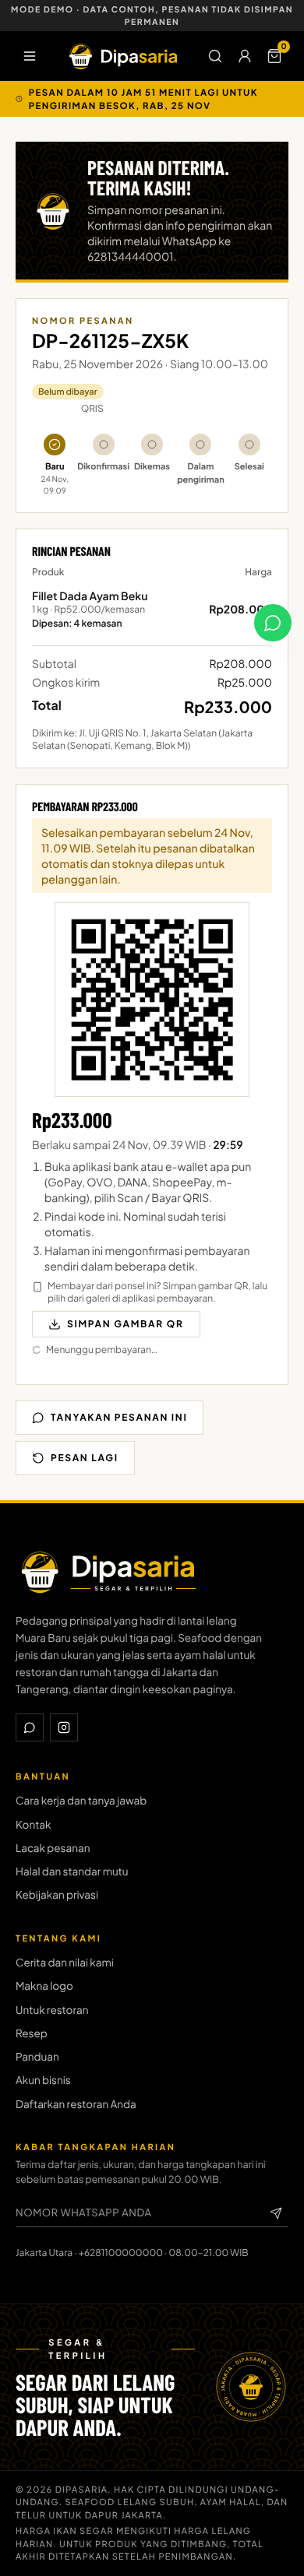 MODE DEMO · DATA CONTOH, PESANAN TIDAK DISIMPAN
PERMANEN
Dipasaria
0
PESAN DALAM 10 JAM 51 MENIT LAGI UNTUK
PENGIRIMAN BESOK, RAB, 25 NOV
PESANAN DITERIMA.
TERIMA KASIH!
Simpan nomor pesanan ini.
Konfirmasi dan info pengiriman akan
dikirim melalui WhatsApp ke
6281344440001.
NOMOR PESANAN
DP-261125-ZX5K
Rabu, 25 November 2026 · Siang 10.00–13.00
Belum dibayar
QRIS
Baru
24 Nov,
09.09
Dikonfirmasi
Dikemas
Dalam
pengiriman
Selesai
RINCIAN PESANAN
Produk Harga
Fillet Dada Ayam Beku
1 kg · Rp52.000/kemasan
Rp208.00
Dipesan: 4 kemasan
Subtotal Rp208.000
Ongkos kirim Rp25.000
Total Rp233.000
Dikirim ke: Jl. Uji QRIS No. 1, Jakarta Selatan (Jakarta
Selatan (Senopati, Kemang, Blok M))
PEMBAYARAN RP233.000
Selesaikan pembayaran sebelum 24 Nov,
11.09 WIB. Setelah itu pesanan dibatalkan
otomatis dan stoknya dilepas untuk
pelanggan lain.
Rp233.000
Berlaku sampai 24 Nov, 09.39 WIB · 29:59
1. Buka aplikasi bank atau e-wallet apa pun
(GoPay, OVO, DANA, ShopeePay, m-
banking), pilih Scan / Bayar QRIS.
2. Pindai kode ini. Nominal sudah terisi
otomatis.
3. Halaman ini mengonfirmasi pembayaran
sendiri dalam beberapa detik.
Membayar dari ponsel ini? Simpan gambar QR, lalu
pilih dari galeri di aplikasi pembayaran.
SIMPAN GAMBAR QR
Menunggu pembayaran…
TANYAKAN PESANAN INI
PESAN LAGI
Dipasaria
SEGAR & TERPILIH
Pedagang prinsipal yang hadir di lantai lelang
Muara Baru sejak pukul tiga pagi. Seafood dengan
jenis dan ukuran yang jelas serta ayam halal untuk
restoran dan rumah tangga di Jakarta dan
Tangerang, diantar dingin keesokan paginya.
BANTUAN
Cara kerja dan tanya jawab
Kontak
Lacak pesanan
Halal dan standar mutu
Kebijakan privasi
TENTANG KAMI
Cerita dan nilai kami
Makna logo
Untuk restoran
Resep
Panduan
Akun bisnis
Daftarkan restoran Anda
KABAR TANGKAPAN HARIAN
Terima daftar jenis, ukuran, dan harga tangkapan hari ini
sebelum batas pemesanan pukul 20.00 WIB.
NOMOR WHATSAPP ANDA
Jakarta Utara · +6281100000000 · 08.00–21.00 WIB
SEGAR &
TERPILIH
SEGAR DARI LELANG
SUBUH, SIAP UNTUK
DAPUR ANDA.
© 2026 DIPASARIA. HAK CIPTA DILINDUNGI UNDANG-
UNDANG. SEAFOOD LELANG SUBUH, AYAM HALAL, DAN
TELUR UNTUK DAPUR JAKARTA.
HARGA IKAN SEGAR MENGIKUTI HARGA LELANG
HARIAN. UNTUK PRODUK YANG DITIMBANG, TOTAL
AKHIR DITETAPKAN SETELAH PENIMBANGAN.